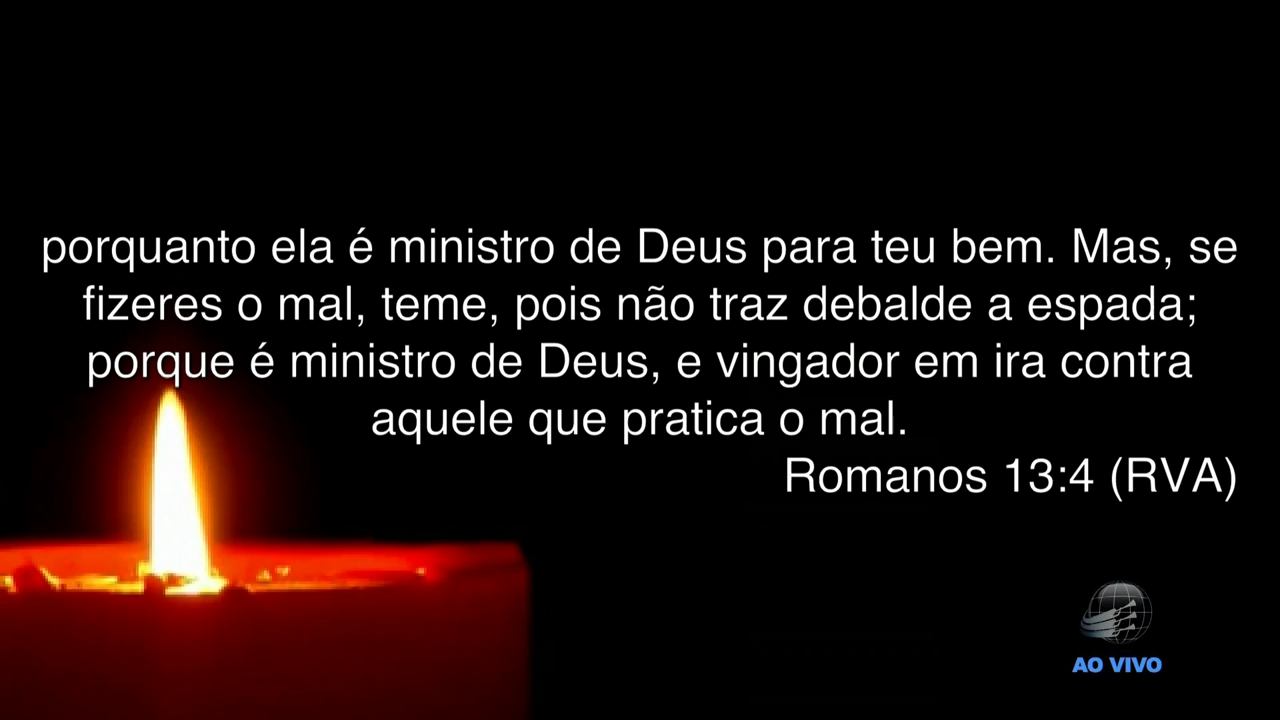 porquanto ela é ministro de Deus para teu bem. Mas, se
fizeres o mal, teme, pois não traz debalde a espada;
porque é ministro de Deus, e vingador em ira contra
aquele que pratica o mal.
Romanos 13:4 (RVA)
AO VIVO